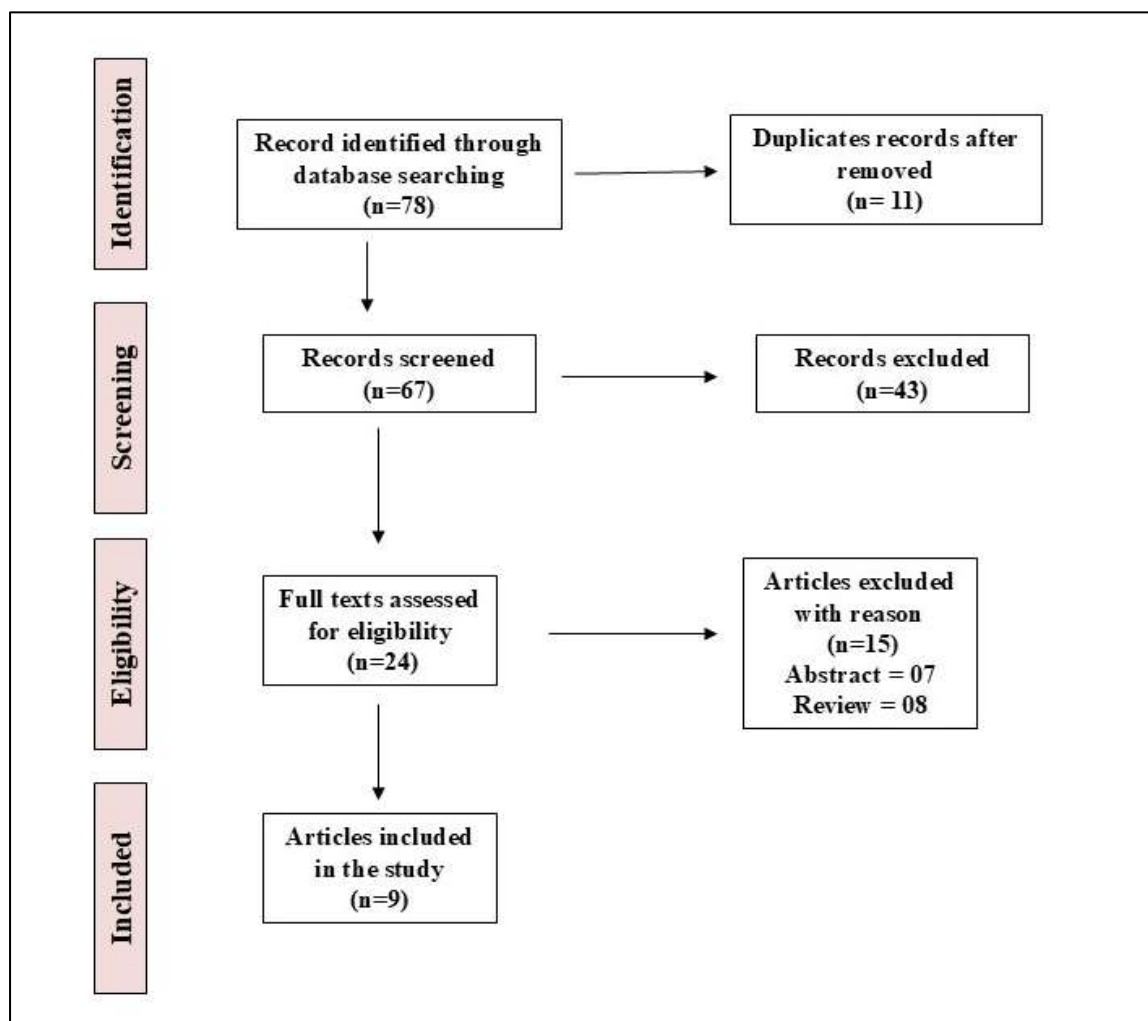 Identification
Record identified through
database searching
(n=78)
Duplicates records after
removed
(n= 11)
Screening
Records screened
(n=67)
Records excluded
(n=43)
Eligibility
Full texts assessed
for eligibility
(n=24)
Articles excluded
with reason
(n=15)
Abstract = 07
Review = 08
Included
Articles included
in the study
(n=9)